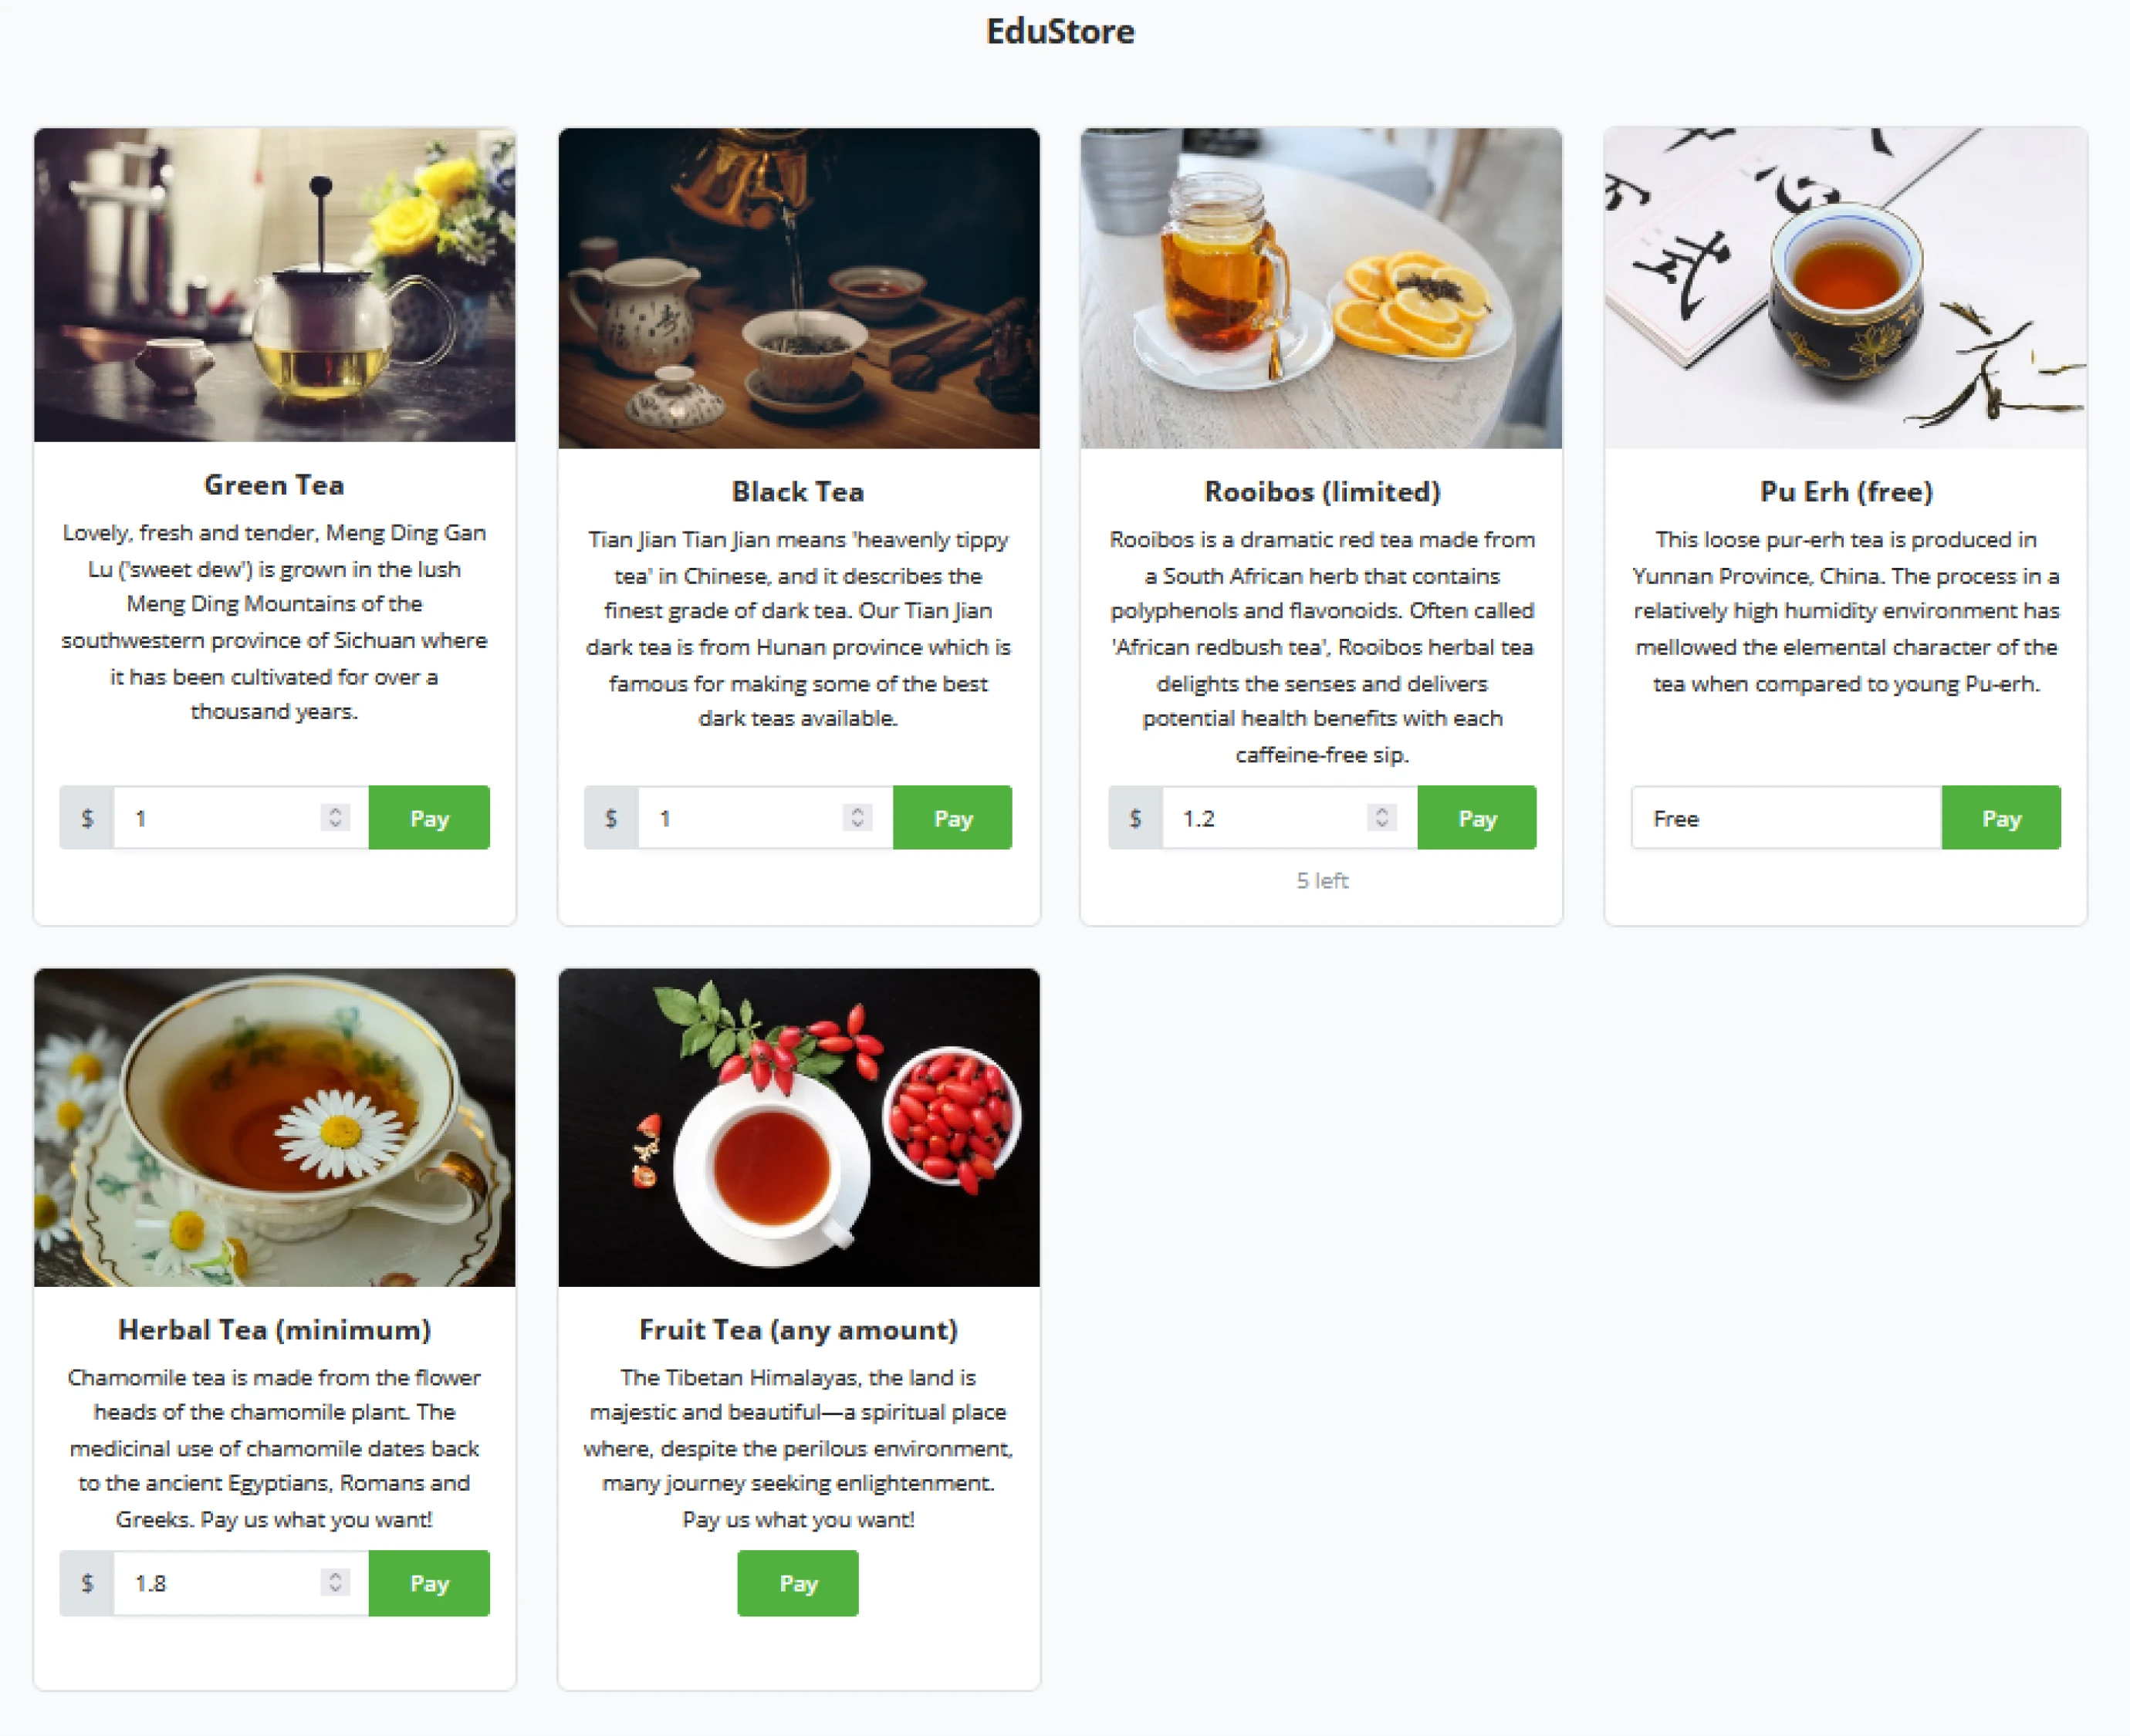 EduStore
Green Tea
Lovely, fresh and tender, Meng Ding Gan
Lu ('sweet dew') is grown in the lush
Meng Ding Mountains of the
southwestern province of Sichuan where
it has been cultivated for over a
thousand years.
$ 1 Pay
Black Tea
Tian Jian Tian Jian means 'heavenly tippy
tea' in Chinese, and it describes the
finest grade of dark tea. Our Tian Jian
dark tea is from Hunan province which is
famous for making some of the best
dark teas available.
$ 1 Pay
Rooibos (limited)
Rooibos is a dramatic red tea made from
a South African herb that contains
polyphenols and flavonoids. Often called
'African redbush tea', Rooibos herbal tea
delights the senses and delivers
potential health benefits with each
caffeine-free sip.
$ 1.2 Pay
5 left
Pu Erh (free)
This loose pur-erh tea is produced in
Yunnan Province, China. The process in a
relatively high humidity environment has
mellowed the elemental character of the
tea when compared to young Pu-erh.
Free Pay
Herbal Tea (minimum)
Chamomile tea is made from the flower
heads of the chamomile plant. The
medicinal use of chamomile dates back
to the ancient Egyptians, Romans and
Greeks. Pay us what you want!
$ 1.8 Pay
Fruit Tea (any amount)
The Tibetan Himalayas, the land is
majestic and beautiful—a spiritual place
where, despite the perilous environment,
many journey seeking enlightenment.
Pay us what you want!
Pay